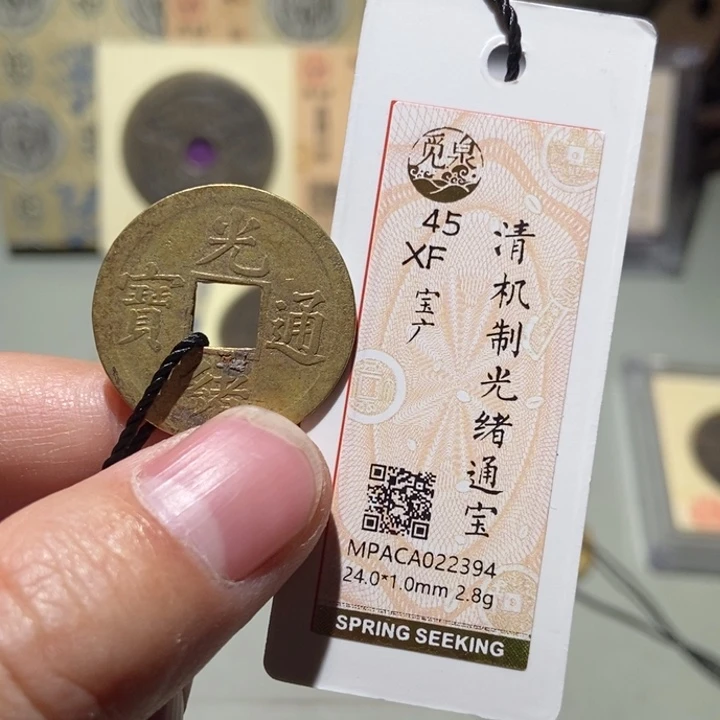 光
寶 通
緒
觅泉
45
XF
宝
广
清机制光绪通宝
MPACA022394
24.0*1.0mm 2.8g
SPRING SEEKING